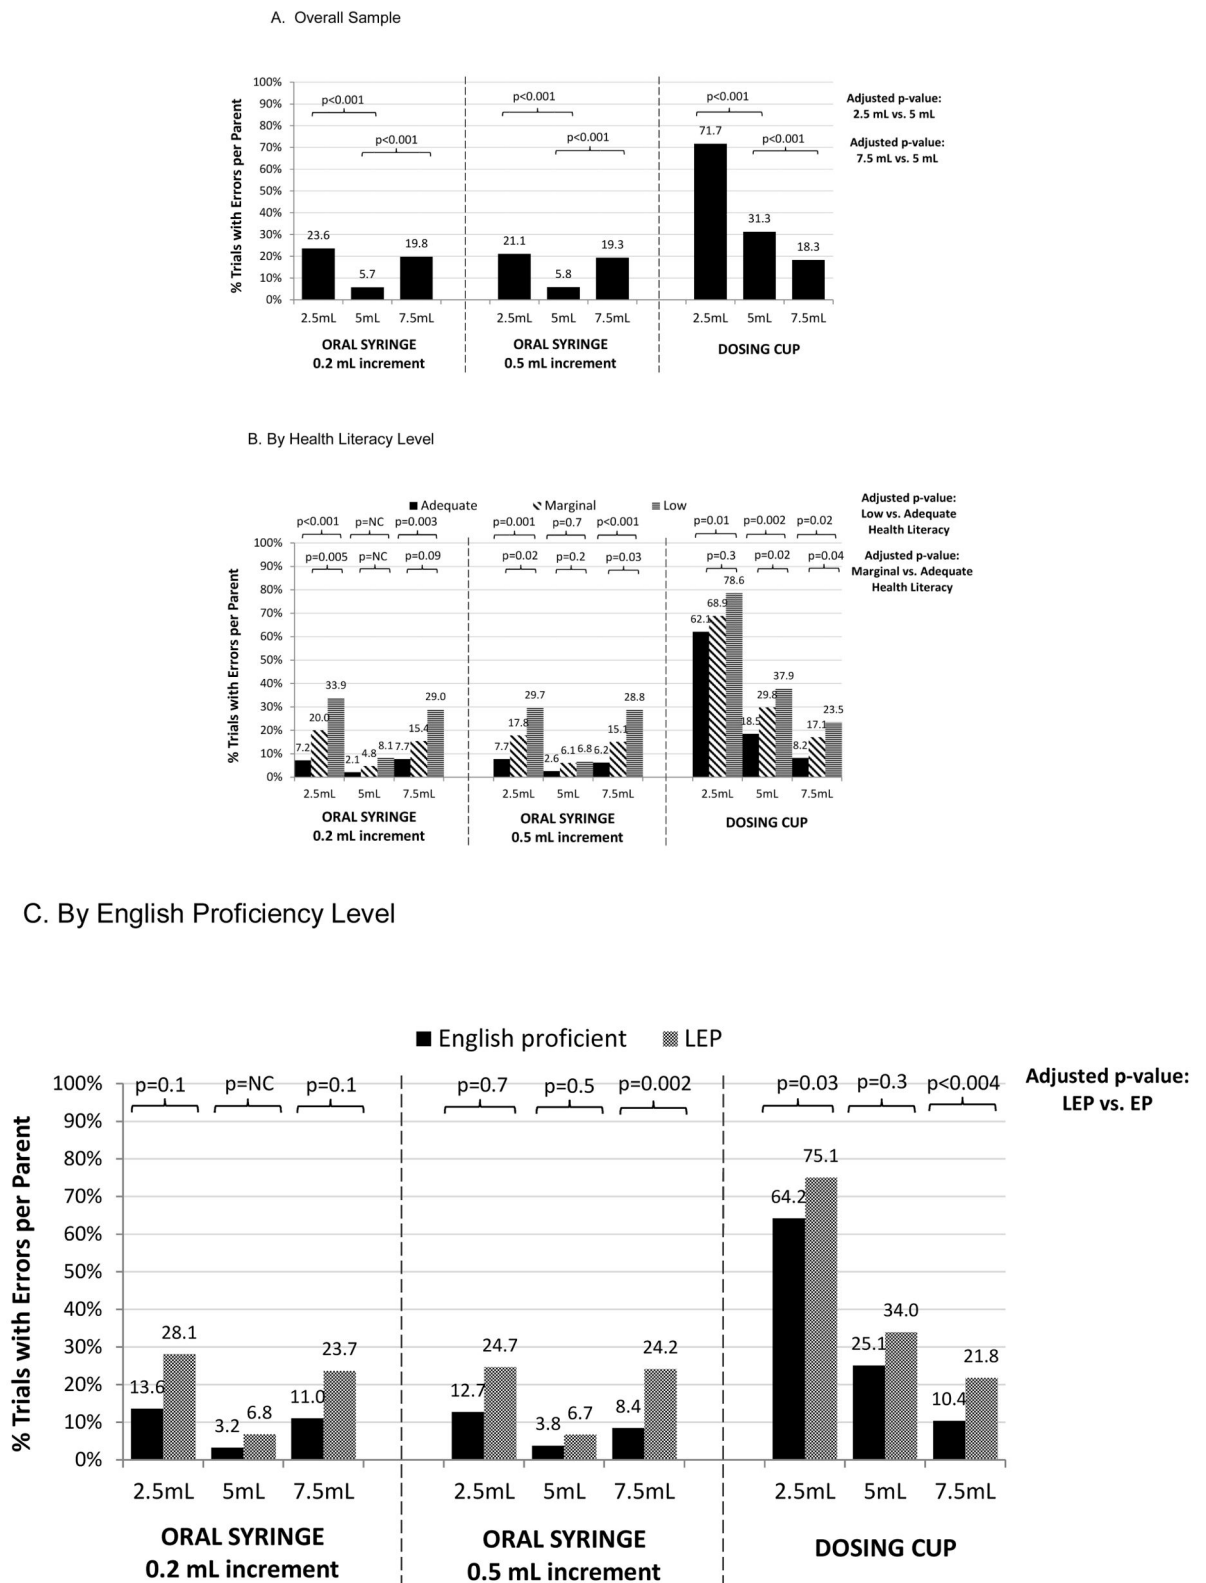 A. Overall Sample
% Trials with Errors per Parent
100%
90%
80%
70%
60%
50%
40%
30%
20%
10%
0%
p<0.001
p<0.001
p<0.001
p<0.001
p<0.001
p<0.001
Adjusted p-value:
2.5 mL vs. 5 mL
Adjusted p-value:
7.5 mL vs. 5 mL
23.6
5.7
19.8
21.1
5.8
19.3
71.7
31.3
18.3
2.5mL 5mL 7.5mL
2.5mL 5mL 7.5mL
2.5mL 5mL 7.5mL
ORAL SYRINGE
0.2 mL increment
ORAL SYRINGE
0.5 mL increment
DOSING CUP
B. By Health Literacy Level
Adequate Marginal Low
% Trials with Errors per Parent
100%
90%
80%
70%
60%
50%
40%
30%
20%
10%
0%
p<0.001 p=NC p=0.003
p=0.005 p=NC p=0.09
p=0.001 p=0.7 p<0.001
p=0.02 p=0.2 p=0.03
p=0.01 p=0.002 p=0.02
p=0.3 p=0.02 p=0.04
Adjusted p-value:
Low vs. Adequate
Health Literacy
Adjusted p-value:
Marginal vs. Adequate
Health Literacy
7.2 20.0 33.9
2.1 4.8 8.1
7.7 15.4 29.0
7.7 17.8 29.7
2.6 6.1 6.8
6.2 15.1 28.8
62.1 68.9 78.6
18.5 29.8 37.9
8.2 17.1 23.5
2.5mL 5mL 7.5mL
2.5mL 5mL 7.5mL
2.5mL 5mL 7.5mL
ORAL SYRINGE
0.2 mL increment
ORAL SYRINGE
0.5 mL increment
DOSING CUP
C. By English Proficiency Level
English proficient LEP
% Trials with Errors per Parent
100%
90%
80%
70%
60%
50%
40%
30%
20%
10%
0%
p=0.1 p=NC p=0.1
p=0.7 p=0.5 p=0.002
p=0.03 p=0.3 p<0.004
Adjusted p-value:
LEP vs. EP
13.6 28.1
3.2 6.8
11.0 23.7
12.7 24.7
3.8 6.7
8.4 24.2
64.2 75.1
25.1 34.0
10.4 21.8
2.5mL 5mL 7.5mL
2.5mL 5mL 7.5mL
2.5mL 5mL 7.5mL
ORAL SYRINGE
0.2 mL increment
ORAL SYRINGE
0.5 mL increment
DOSING CUP